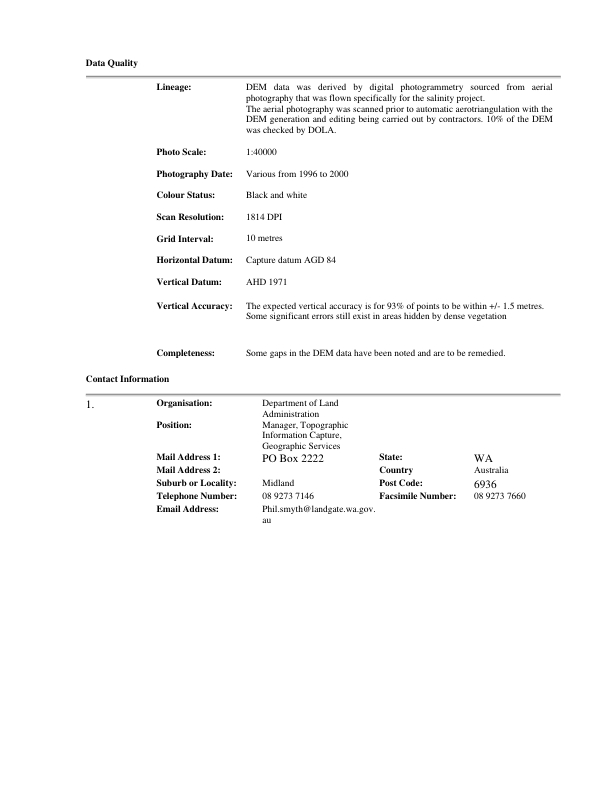 Data Quality
Lineage: DEM data was derived by digital photogrammetry sourced from aerial
photography that was flown specifically for the salinity project.
The aerial photography was scanned prior to automatic aerotriangulation with the
DEM generation and editing being carried out by contractors. 10% of the DEM
was checked by DOLA.
Photo Scale: 1:40000
Photography Date: Various from 1996 to 2000
Colour Status: Black and white
Scan Resolution: 1814 DPI
Grid Interval: 10 metres
Horizontal Datum: Capture datum AGD 84
Vertical Datum: AHD 1971
Vertical Accuracy: The expected vertical accuracy is for 93% of points to be within +/- 1.5 metres.
Some significant errors still exist in areas hidden by dense vegetation
Completeness: Some gaps in the DEM data have been noted and are to be remedied.
Contact Information
1. Organisation: Department of Land
Administration
Position: Manager, Topographic
Information Capture,
Geographic Services
Mail Address 1: PO Box 2222 State: WA
Mail Address 2: Country Australia
Suburb or Locality: Midland Post Code: 6936
Telephone Number: 08 9273 7146 Facsimile Number: 08 9273 7660
Email Address: Phil.smyth@landgate.wa.gov.
au